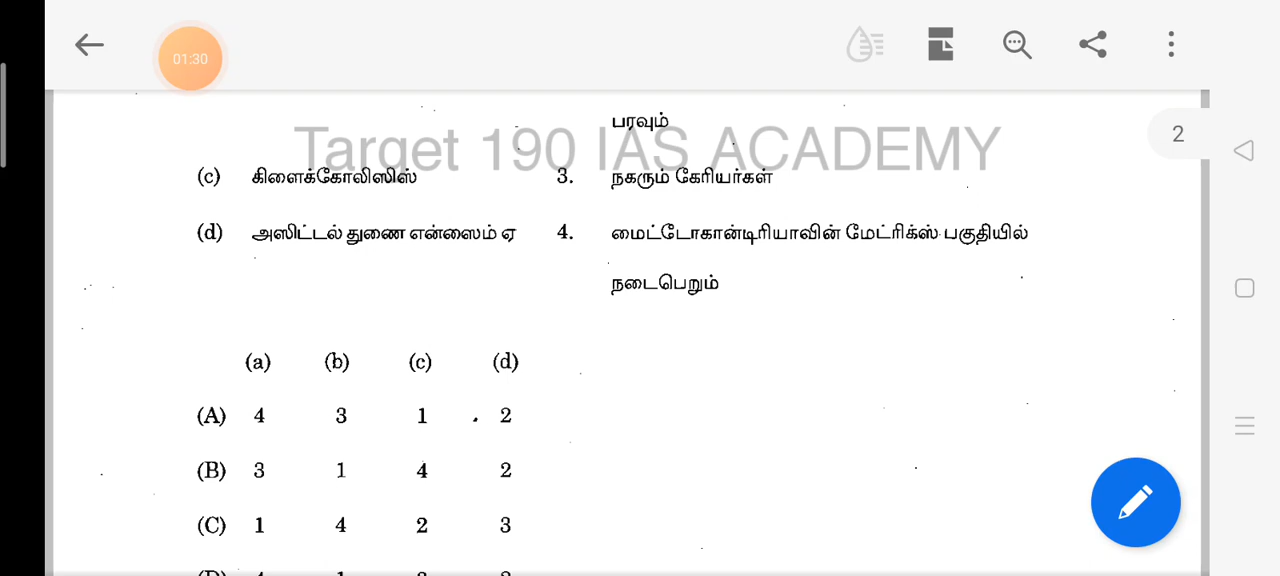 01:30
2
பரவும்
Target 190 IAS ACADEMY
(c) கிளைக்கோலிஸிஸ் 3. நகரும் கேரியர்கள்
(d) அஸிட்டல் துணை என்ஸைம் ஏ 4. மைட்டோகான்டிரியாவின் மேட்ரிக்ஸ் பகுதியில்
நடைபெறும்
(a) (b) (c) (d)
(A) 4 3 1 2
(B) 3 1 4 2
(C) 1 4 2 3